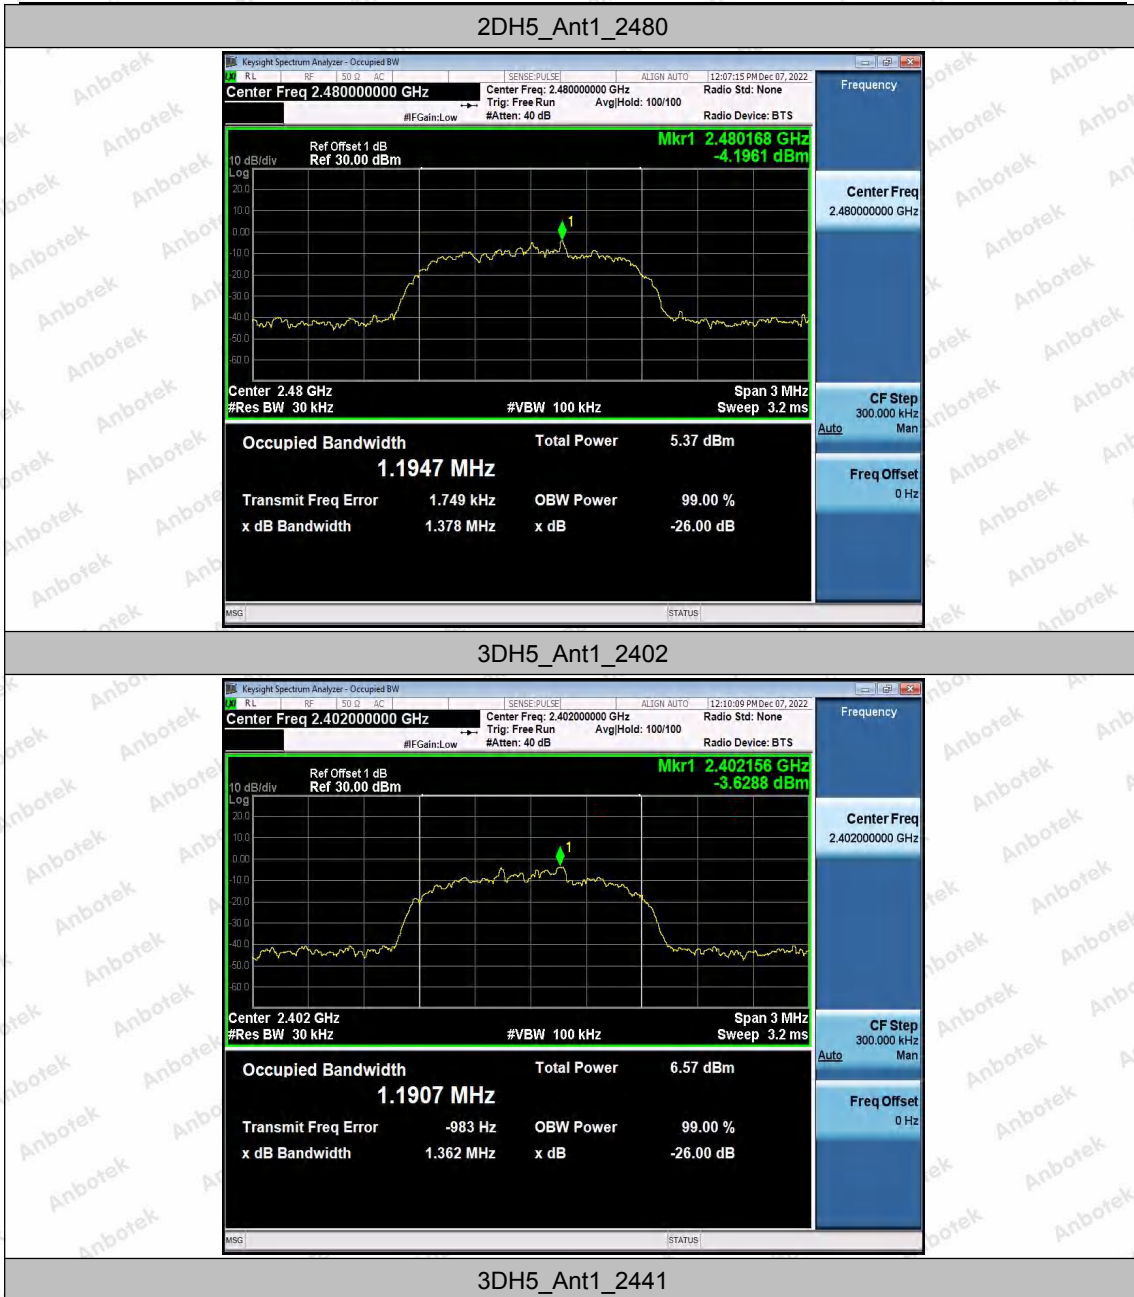 2DH5_Ant1_2480
Keysight Spectrum Analyzer - Occupied BW
LXI RL RF 50 Ω AC SENSE:PULSE ALIGN AUTO 12:07:15 PM Dec 07, 2022
Center Freq 2.480000000 GHz Center Freq: 2.480000000 GHz Radio Std: None Frequency
Trig: Free Run Avg|Hold: 100/100
#IFGain:Low #Atten: 40 dB Radio Device: BTS
Mkr1 2.480168 GHz
Ref Offset 1 dB -4.1961 dBm
10 dB/div Ref 30.00 dBm
Log
20.0
10.0
0.00
-10.0
-20.0
-30.0
-40.0
-50.0
-60.0
1
Center Freq
2.480000000 GHz
Center 2.48 GHz Span 3 MHz
#Res BW 30 kHz #VBW 100 kHz Sweep 3.2 ms
CF Step
300.000 kHz
Auto Man
Occupied Bandwidth Total Power 5.37 dBm
1.1947 MHz
Freq Offset
0 Hz
Transmit Freq Error 1.749 kHz OBW Power 99.00 %
x dB Bandwidth 1.378 MHz x dB -26.00 dB
MSG STATUS
3DH5_Ant1_2402
Keysight Spectrum Analyzer - Occupied BW
LXI RL RF 50 Ω AC SENSE:PULSE ALIGN AUTO 12:10:09 PM Dec 07, 2022
Center Freq 2.402000000 GHz Center Freq: 2.402000000 GHz Radio Std: None Frequency
Trig: Free Run Avg|Hold: 100/100
#IFGain:Low #Atten: 40 dB Radio Device: BTS
Mkr1 2.402156 GHz
Ref Offset 1 dB -3.6288 dBm
10 dB/div Ref 30.00 dBm
Log
20.0
10.0
0.00
-10.0
-20.0
-30.0
-40.0
-50.0
-60.0
1
Center Freq
2.402000000 GHz
Center 2.402 GHz Span 3 MHz
#Res BW 30 kHz #VBW 100 kHz Sweep 3.2 ms
CF Step
300.000 kHz
Auto Man
Occupied Bandwidth Total Power 6.57 dBm
1.1907 MHz
Freq Offset
0 Hz
Transmit Freq Error -983 Hz OBW Power 99.00 %
x dB Bandwidth 1.362 MHz x dB -26.00 dB
MSG STATUS
3DH5_Ant1_2441
Anbotek